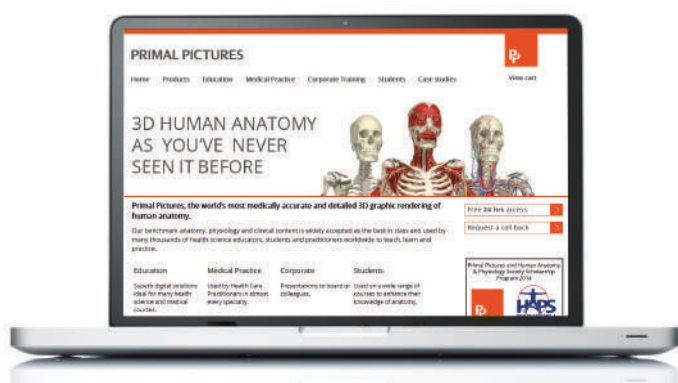 PRIMAL PICTURES
View cart
Home Products Education Medical Practice Corporate Training Students Case studies
3D HUMAN ANATOMY
AS YOU'VE NEVER
SEEN IT BEFORE
Primal Pictures, the world's most medically accurate and detailed 3D graphic rendering of
human anatomy.
Our benchmark anatomy, physiology and clinical content is widely accepted as the best in class and used by
many thousands of health science educators, students and practitioners worldwide to teach, learn and
practice.
Free 24 hrs access
Request a call back
Education
Superb digital solutions
ideal for many health
science and medical
courses.
Medical Practice
Used by Health Care
Practitioners in almost
every specialty.
Corporate
Presentations to board or
colleagues.
Students
Used on a wide range of
courses to enhance their
knowledge of anatomy.
Primal Pictures and Human Anatomy
& Physiology Society Scholarship
Program 2014
HAPS